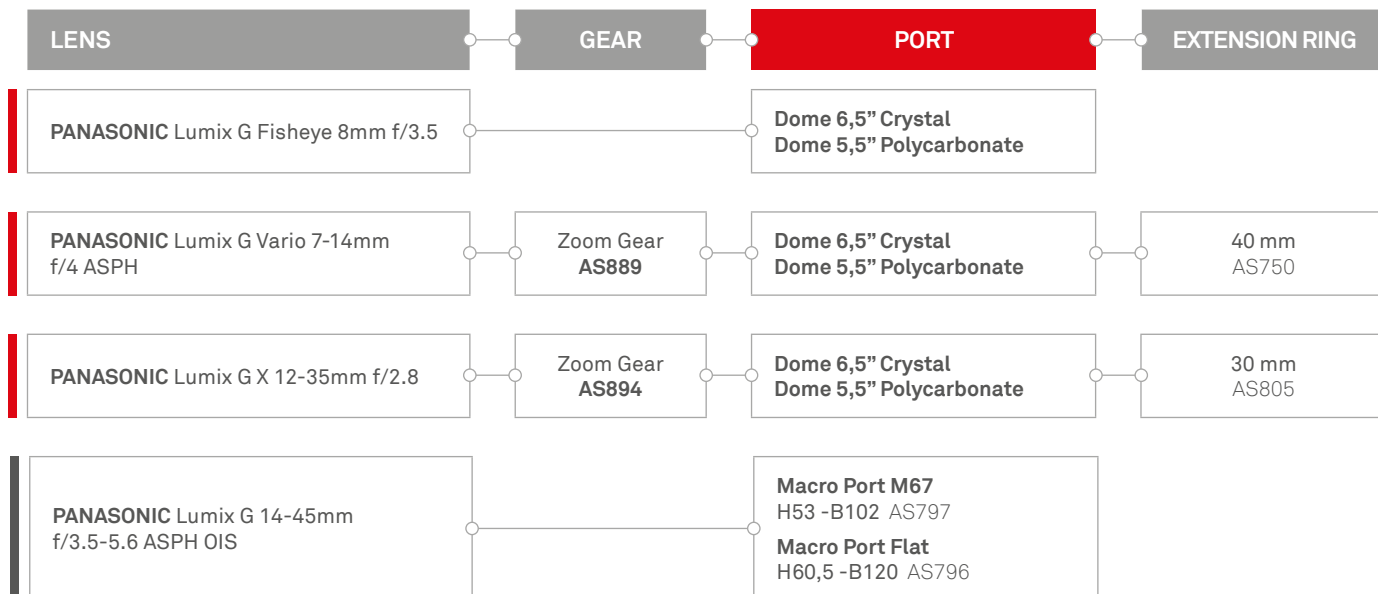 LENS
GEAR
PORT
EXTENSION RING
PANASONIC Lumix G Fisheye 8mm f/3.5
Dome 6,5” Crystal
Dome 5,5” Polycarbonate
PANASONIC Lumix G Vario 7-14mm
f/4 ASPH
Zoom Gear
AS889
Dome 6,5” Crystal
Dome 5,5” Polycarbonate
40 mm
AS750
PANASONIC Lumix G X 12-35mm f/2.8
Zoom Gear
AS894
Dome 6,5” Crystal
Dome 5,5” Polycarbonate
30 mm
AS805
PANASONIC Lumix G 14-45mm
f/3.5-5.6 ASPH OIS
Macro Port M67
H53 -B102 AS797
Macro Port Flat
H60,5 -B120 AS796